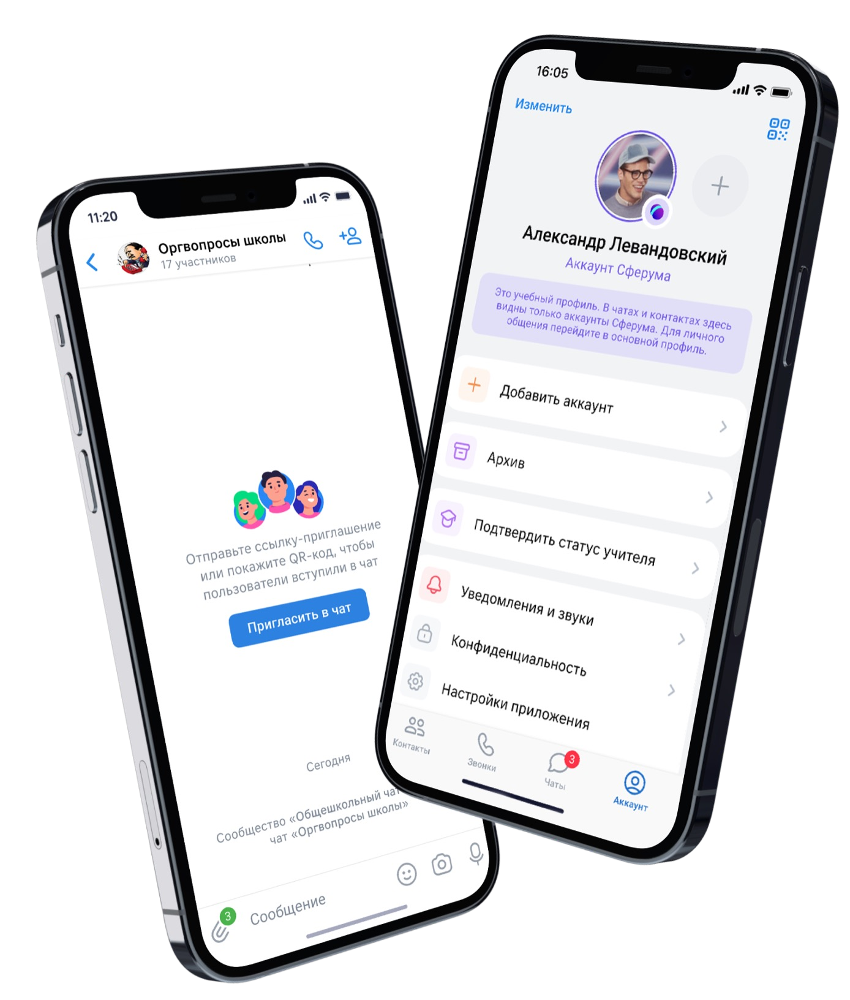 11:20
Оргвопросы школы
17 участников
Отправьте ссылку-приглашение
или покажите QR-код, чтобы
пользователи вступили в чат
Пригласить в чат
Сегодня
Сообщество «Общешкольный чат
чат «Оргвопросы школы»
3
Сообщение
16:05
Изменить
Александр Левандовский
Аккаунт Сферума
Это учебный профиль. В чатах и контактах здесь
видны только аккаунты Сферума. Для личного
общения перейдите в основной профиль.
Добавить аккаунт
Архив
Подтвердить статус учителя
Уведомления и звуки
Конфиденциальность
Настройки приложения
Контакты
Звонки
3
Чаты
Аккаунт